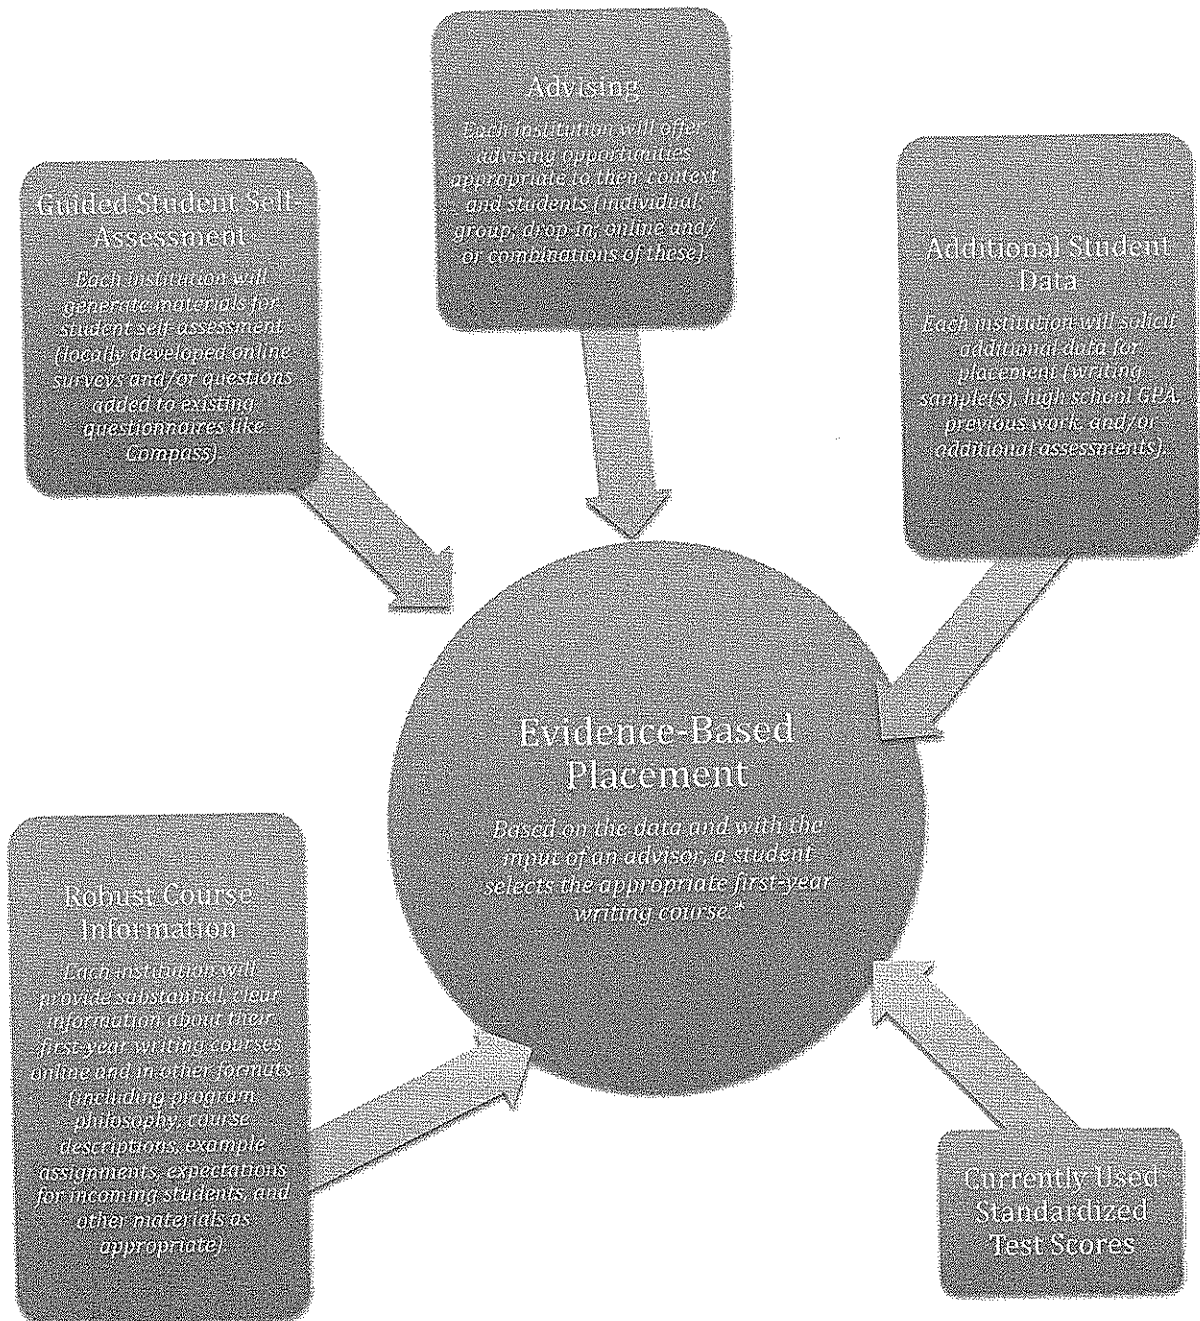 Advising
Each institution will offer
advising opportunities
appropriate to their context
and students (individual;
group; drop-in; online and/
or combinations of these).
Guided Student Self-
Assessment
Each institution will
generate materials for
student self-assessment
(locally developed online
surveys and/or questions
added to existing
questionnaires like
Compass).
Additional Student
Data
Each institution will solicit
additional data for
placement (writing
sample(s), high school GPA,
previous work, and/or
additional assessments).
Evidence-Based
Placement
Based on the data and with the
input of an advisor, a student
selects the appropriate first-year
writing course.*
Robust Course
Information
Each institution will
provide substantial, clear
information about their
first-year writing courses
online and in other formats
(including program
philosophy, course
descriptions, example
assignments, expectations
for incoming students, and
other materials as
appropriate).
Currently Used
Standardized
Test Scores